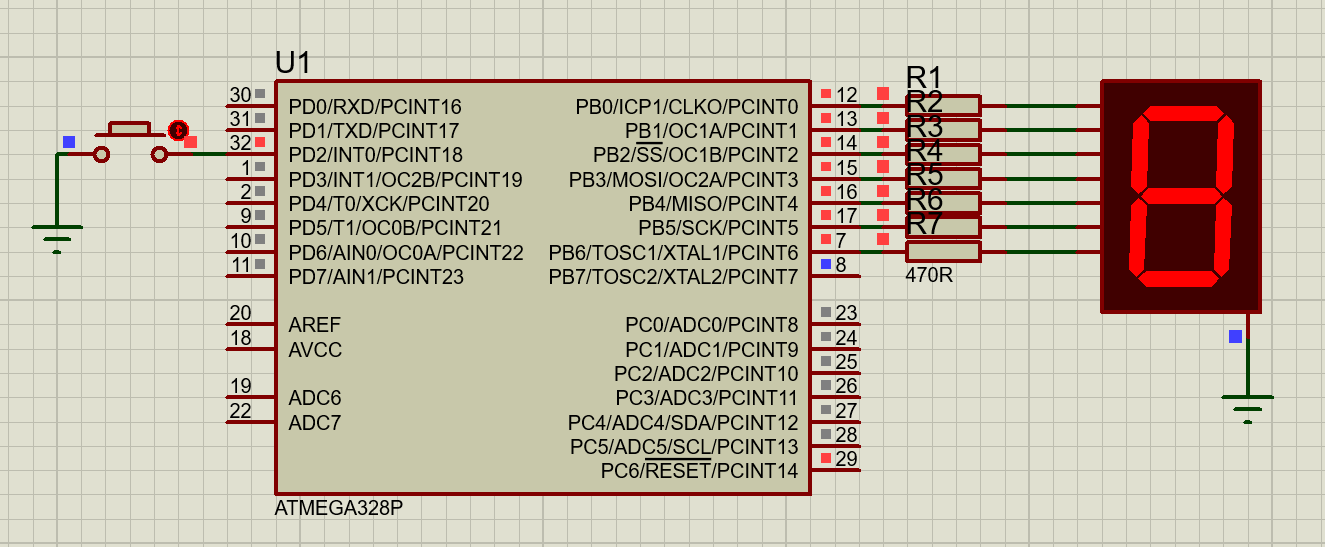 U1
30 PD0/RXD/PCINT16
31 PD1/TXD/PCINT17
32 PD2/INT0/PCINT18
1 PD3/INT1/OC2B/PCINT19
2 PD4/T0/XCK/PCINT20
9 PD5/T1/OC0B/PCINT21
10 PD6/AIN0/OC0A/PCINT22
11 PD7/AIN1/PCINT23
20 AREF
18 AVCC
19 ADC6
22 ADC7
PB0/ICP1/CLKO/PCINT0 12
PB1/OC1A/PCINT1 13
PB2/SS/OC1B/PCINT2 14
PB3/MOSI/OC2A/PCINT3 15
PB4/MISO/PCINT4 16
PB5/SCK/PCINT5 17
PB6/TOSC1/XTAL1/PCINT6 7
PB7/TOSC2/XTAL2/PCINT7 8
PC0/ADC0/PCINT8 23
PC1/ADC1/PCINT9 24
PC2/ADC2/PCINT10 25
PC3/ADC3/PCINT11 26
PC4/ADC4/SDA/PCINT12 27
PC5/ADC5/SCL/PCINT13 28
PC6/RESET/PCINT14 29
ATMEGA328P
R1
R2
R3
R4
R5
R6
R7
470R
8